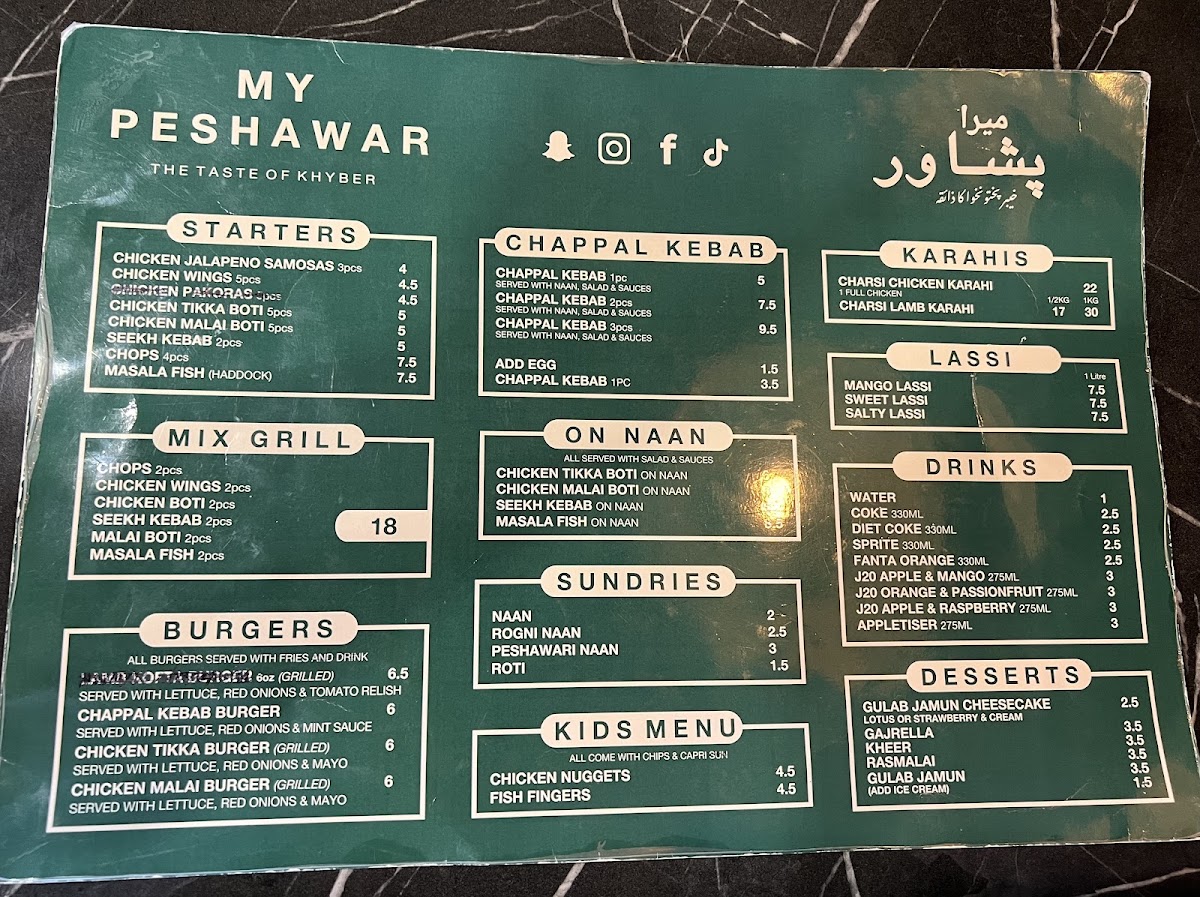 MY
PESHAWAR
THE TASTE OF KHYBER
میرا
پشاور
خیبر پختونخوا کا ذائقہ
STARTERS
CHICKEN JALAPENO SAMOSAS 3pcs 4
CHICKEN WINGS 5pcs 4.5
CHICKEN PAKORAS 4.5
CHICKEN TIKKA BOTI 5pcs 5
CHICKEN MALAI BOTI 5pcs 5
SEEKH KEBAB 2pcs 5
CHOPS 4pcs 7.5
MASALA FISH (HADDOCK) 7.5
MIX GRILL
CHOPS 2pcs
CHICKEN WINGS 2pcs
CHICKEN BOTI 2pcs
SEEKH KEBAB 2pcs
MALAI BOTI 2pcs
MASALA FISH 2pcs
18
BURGERS
ALL BURGERS SERVED WITH FRIES AND DRINK
LAMB KOFTA BURGER 6oz (GRILLED) 6.5
SERVED WITH LETTUCE, RED ONIONS & TOMATO RELISH
CHAPPAL KEBAB BURGER 6
SERVED WITH LETTUCE, RED ONIONS & MINT SAUCE
CHICKEN TIKKA BURGER (GRILLED) 6
SERVED WITH LETTUCE, RED ONIONS & MAYO
CHICKEN MALAI BURGER (GRILLED) 6
SERVED WITH LETTUCE, RED ONIONS & MAYO
CHAPPAL KEBAB
CHAPPAL KEBAB 1pc 5
SERVED WITH NAAN, SALAD & SAUCES
CHAPPAL KEBAB 2pcs 7.5
SERVED WITH NAAN, SALAD & SAUCES
CHAPPAL KEBAB 3pcs 9.5
SERVED WITH NAAN, SALAD & SAUCES
ADD EGG 1.5
CHAPPAL KEBAB 1PC 3.5
ON NAAN
ALL SERVED WITH SALAD & SAUCES
CHICKEN TIKKA BOTI ON NAAN
CHICKEN MALAI BOTI ON NAAN
SEEKH KEBAB ON NAAN
MASALA FISH ON NAAN
SUNDRIES
NAAN 2
ROGNI NAAN 2.5
PESHAWARI NAAN 3
ROTI 1.5
KIDS MENU
ALL COME WITH CHIPS & CAPRI SUN
CHICKEN NUGGETS 4.5
FISH FINGERS 4.5
KARAHIS
CHARSI CHICKEN KARAHI 22
1 FULL CHICKEN 1/2KG 1KG
CHARSI LAMB KARAHI 17 30
LASSI
1 Litre
MANGO LASSI 7.5
SWEET LASSI 7.5
SALTY LASSI 7.5
DRINKS
WATER 1
COKE 330ML 2.5
DIET COKE 330ML 2.5
SPRITE 330ML 2.5
FANTA ORANGE 330ML 2.5
J20 APPLE & MANGO 275ML 3
J20 ORANGE & PASSIONFRUIT 275ML 3
J20 APPLE & RASPBERRY 275ML 3
APPLETISER 275ML 3
DESSERTS
GULAB JAMUN CHEESECAKE 2.5
LOTUS OR STRAWBERRY & CREAM
GAJRELLA 3.5
KHEER 3.5
RASMALAI 3.5
GULAB JAMUN 3.5
(ADD ICE CREAM) 1.5